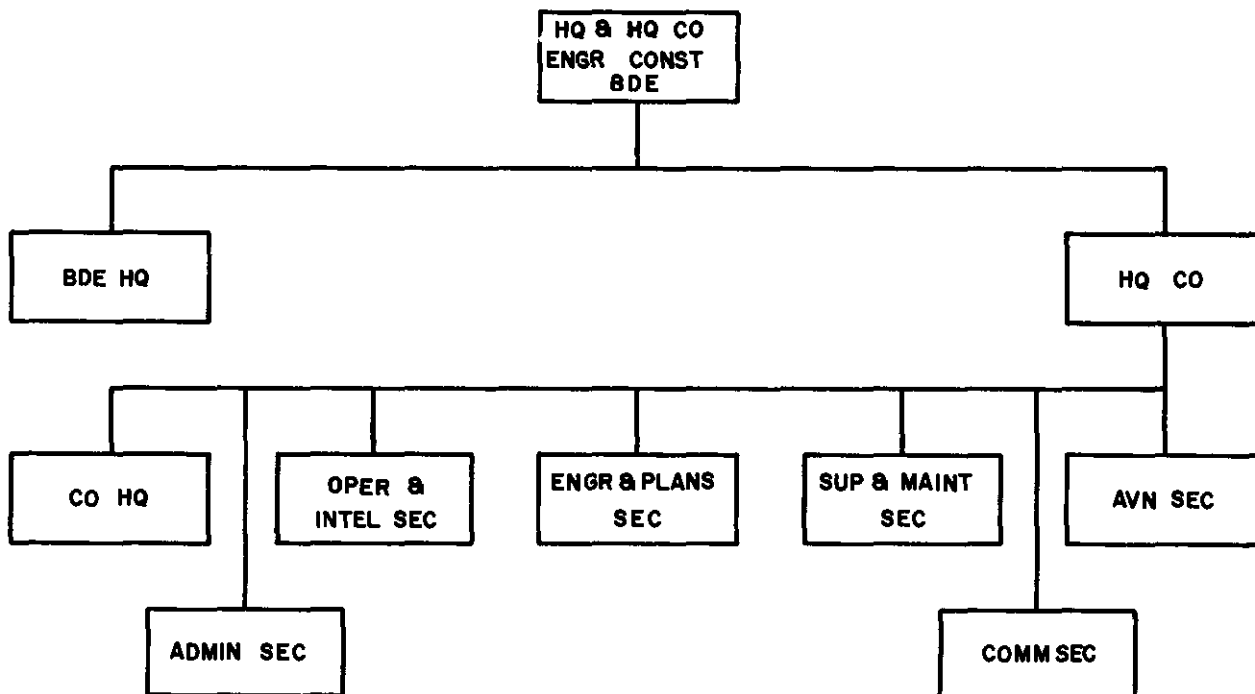 HQ & HQ CO
ENGR CONST
BDE
BDE HQ
HQ CO
CO HQ
OPER &
INTEL SEC
ENGR & PLANS
SEC
SUP & MAINT
SEC
AVN SEC
ADMIN SEC
COMM SEC